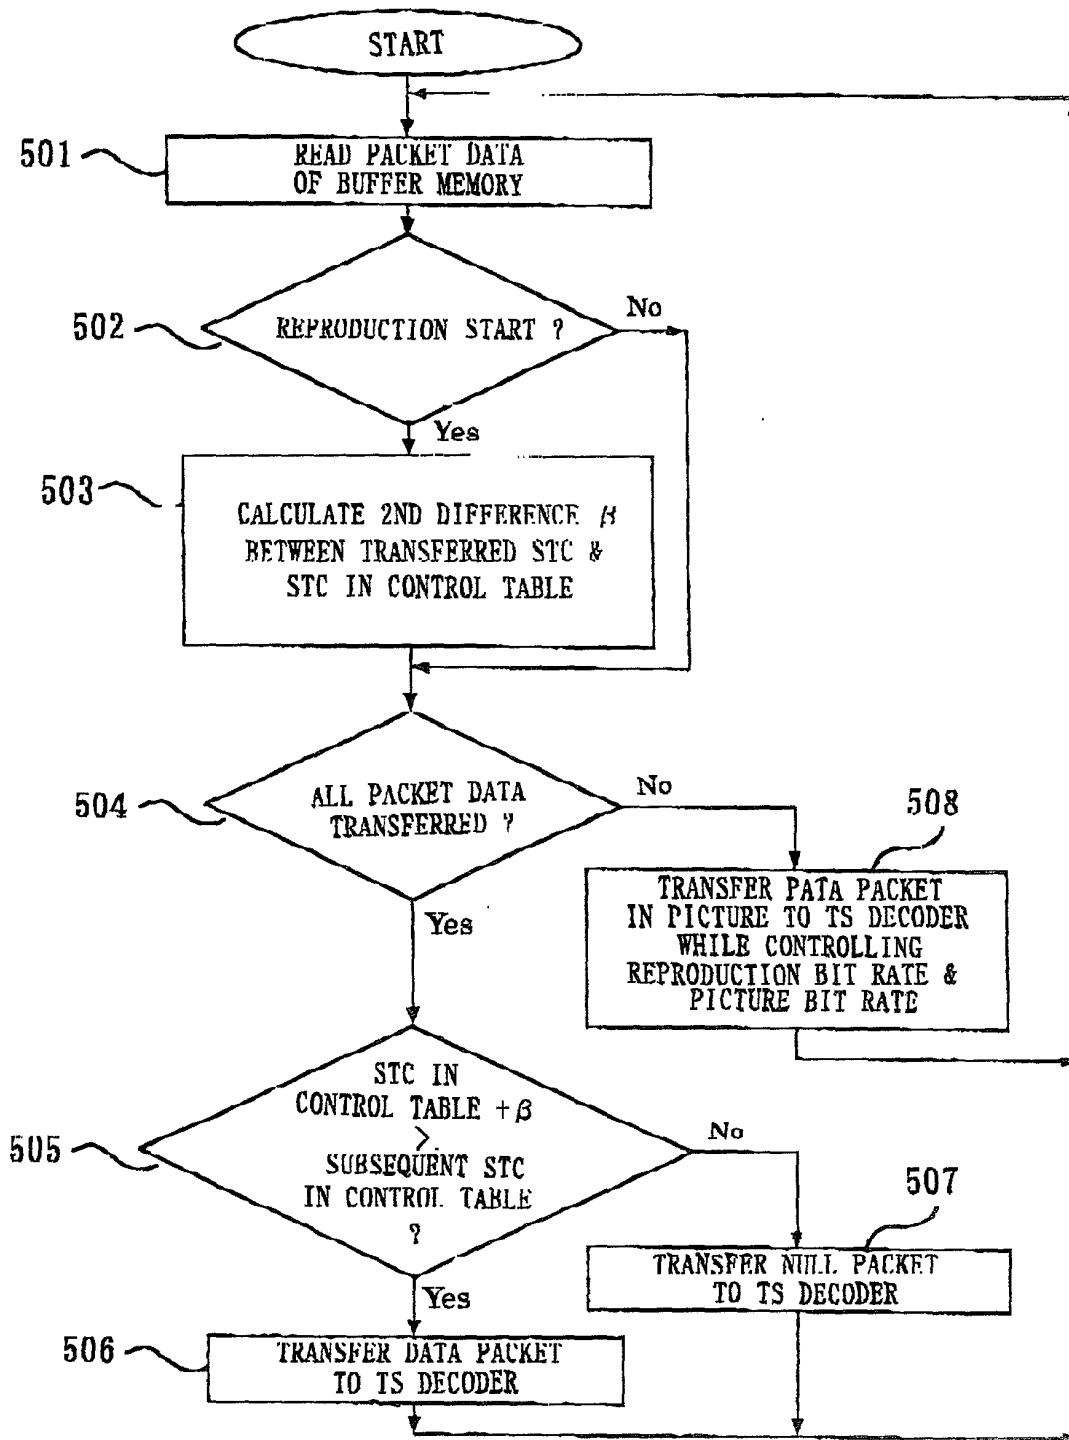 START
501
READ PACKET DATA
OF BUFFER MEMORY
502
REPRODUCTION START ?
No
Yes
503
CALCULATE 2ND DIFFERENCE β
BETWEEN TRANSFERRED STC &
STC IN CONTROL TABLE
504
ALL PACKET DATA
TRANSFERRED ?
No
Yes
508
TRANSFER PATA PACKET
IN PICTURE TO TS DECODER
WHILE CONTROLLING
REPRODUCTION BIT RATE &
PICTURE BIT RATE
505
STC IN
CONTROL TABLE +β
>
SUBSEQUENT STC
IN CONTROL TABLE
?
No
Yes
507
TRANSFER NULL PACKET
TO TS DECODER
506
TRANSFER DATA PACKET
TO TS DECODER